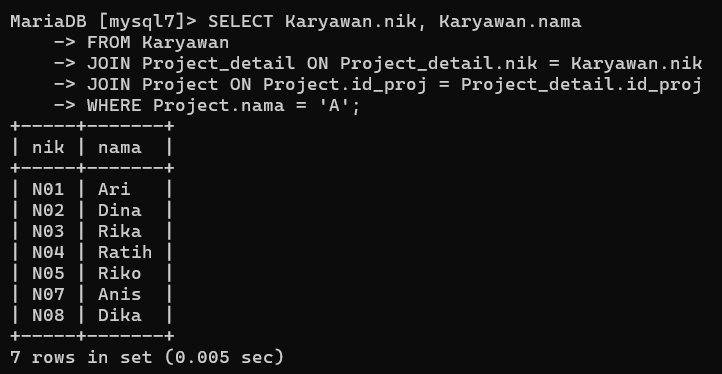 MariaDB [mysql7]> SELECT Karyawan.nik, Karyawan.nama
    -> FROM Karyawan
    -> JOIN Project_detail ON Project_detail.nik = Karyawan.nik
    -> JOIN Project ON Project.id_proj = Project_detail.id_proj
    -> WHERE Project.nama = 'A';
+-----+-------+
| nik | nama  |
+-----+-------+
| N01 | Ari   |
| N02 | Dina  |
| N03 | Rika  |
| N04 | Ratih |
| N05 | Riko  |
| N07 | Anis  |
| N08 | Dika  |
+-----+-------+
7 rows in set (0.005 sec)